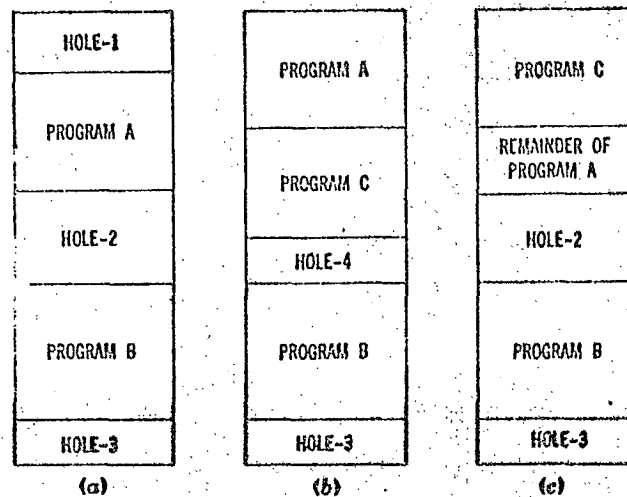 HOLE-1
PROGRAM A
HOLE-2
PROGRAM B
HOLE-3
(a)
PROGRAM A
PROGRAM C
HOLE-4
PROGRAM B
HOLE-3
(b)
PROGRAM C
REMAINDER OF
PROGRAM A
HOLE-2
PROGRAM B
HOLE-3
(c)